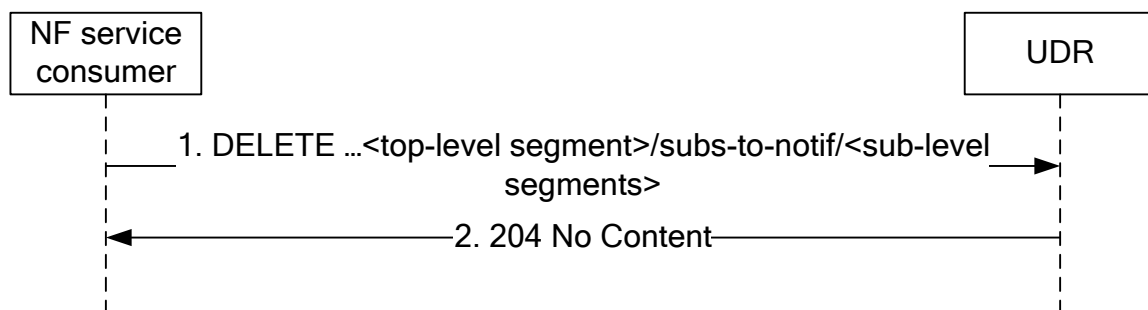 NF service
consumer
UDR
1. DELETE …<top-level segment>/subs-to-notif/<sub-level
segments>
2. 204 No Content